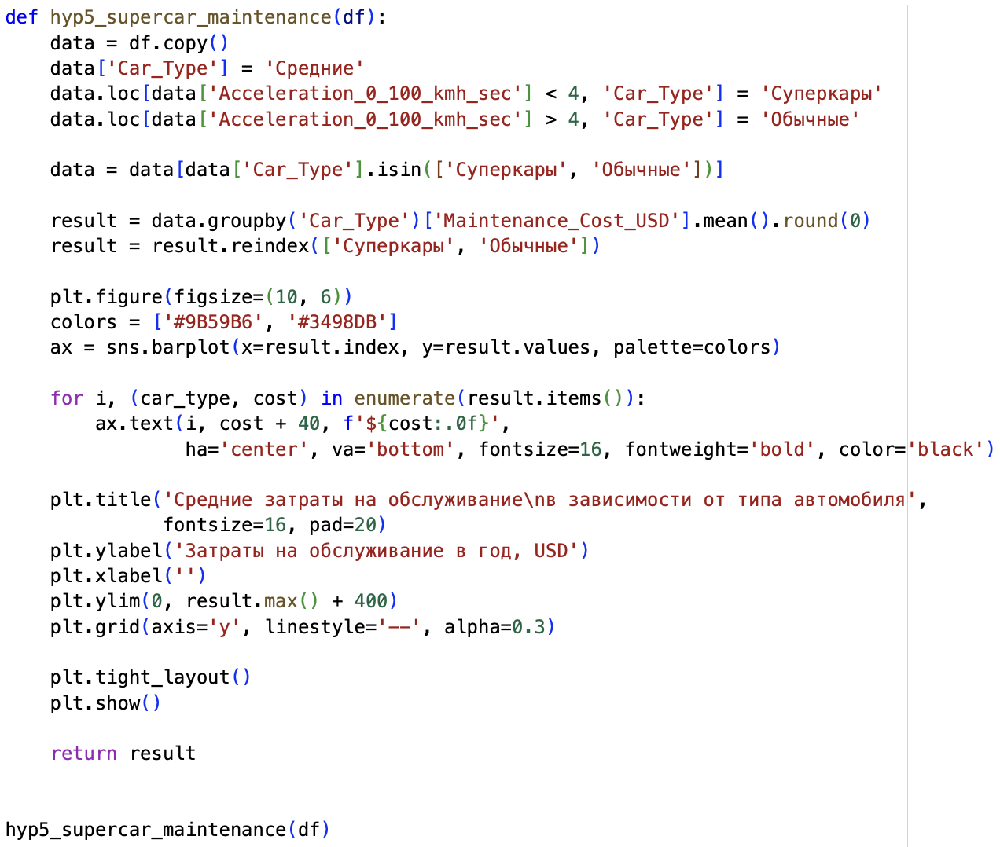 def hyp5_supercar_maintenance(df):
    data = df.copy()
    data['Car_Type'] = 'Средние'
    data.loc[data['Acceleration_0_100_kmh_sec'] < 4, 'Car_Type'] = 'Суперкары'
    data.loc[data['Acceleration_0_100_kmh_sec'] > 4, 'Car_Type'] = 'Обычные'

    data = data[data['Car_Type'].isin(['Суперкары', 'Обычные'])]

    result = data.groupby('Car_Type')['Maintenance_Cost_USD'].mean().round(0)
    result = result.reindex(['Суперкары', 'Обычные'])

    plt.figure(figsize=(10, 6))
    colors = ['#9B59B6', '#3498DB']
    ax = sns.barplot(x=result.index, y=result.values, palette=colors)

    for i, (car_type, cost) in enumerate(result.items()):
        ax.text(i, cost + 40, f'${cost:.0f}',
                ha='center', va='bottom', fontsize=16, fontweight='bold', color='black')

    plt.title('Средние затраты на обслуживание\nв зависимости от типа автомобиля',
              fontsize=16, pad=20)
    plt.ylabel('Затраты на обслуживание в год, USD')
    plt.xlabel('')
    plt.ylim(0, result.max() + 400)
    plt.grid(axis='y', linestyle='--', alpha=0.3)

    plt.tight_layout()
    plt.show()

    return result


hyp5_supercar_maintenance(df)